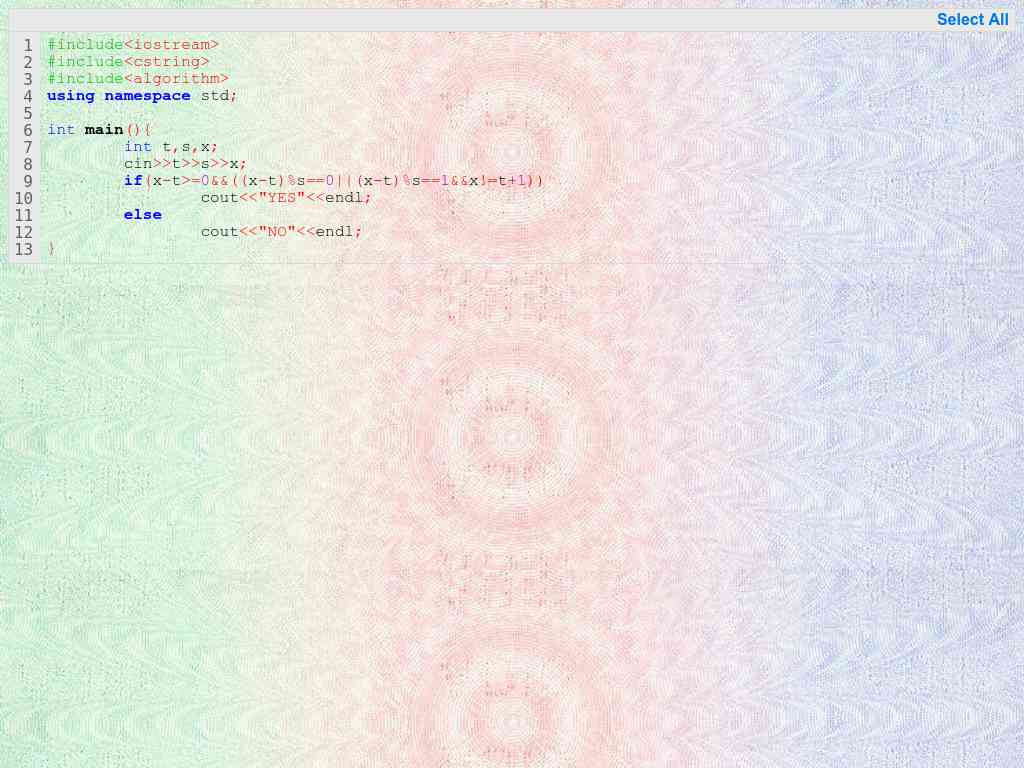 Select All
1 #include<iostream>
2 #include<cstring>
3 #include<algorithm>
4 using namespace std;
5
6 int main(){
7 int t,s,x;
8 cin>>t>>s>>x;
9 if(x-t>=0&&((x-t)%s==0||(x-t)%s==1&&x!=t+1))
10 cout<<"YES"<<endl;
11 else
12 cout<<"NO"<<endl;
13 }